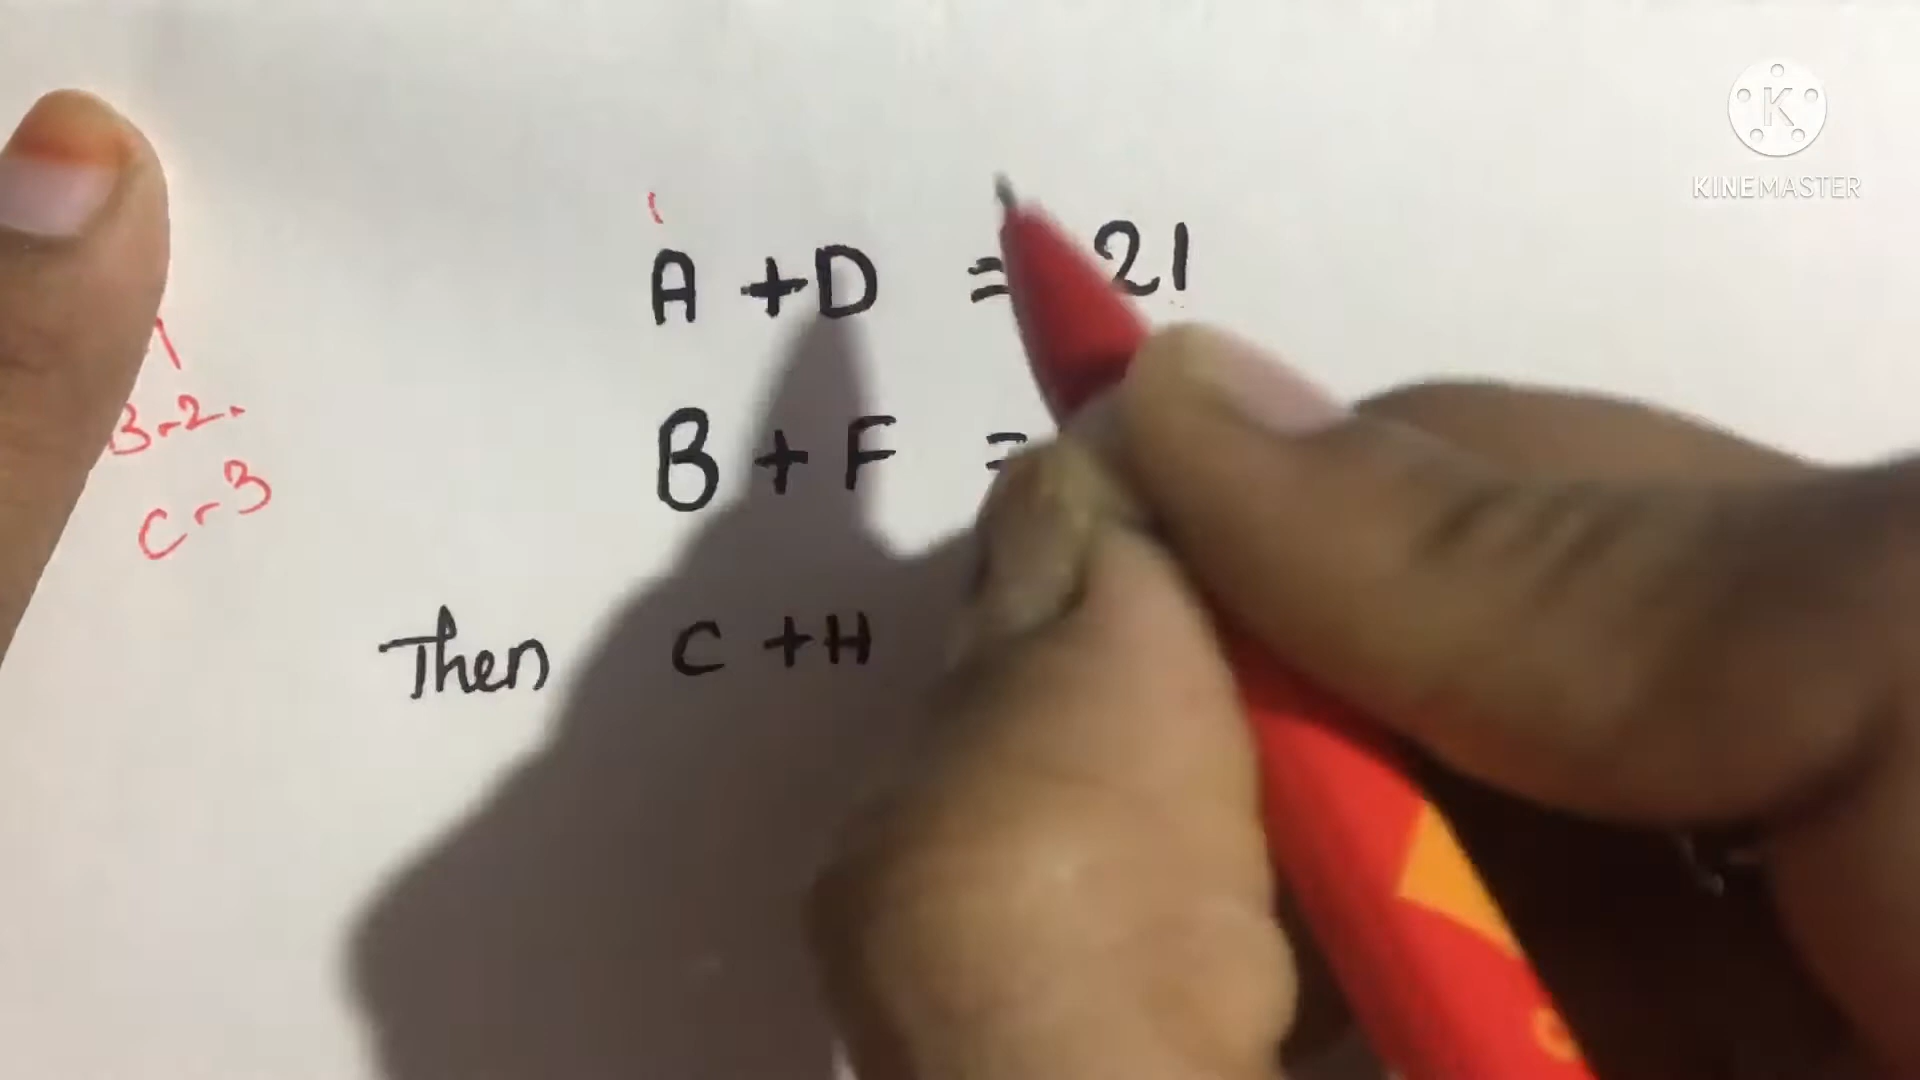 K
KINEMASTER
A + D = 21
B + F =
Then C + H
B-2.
C-3